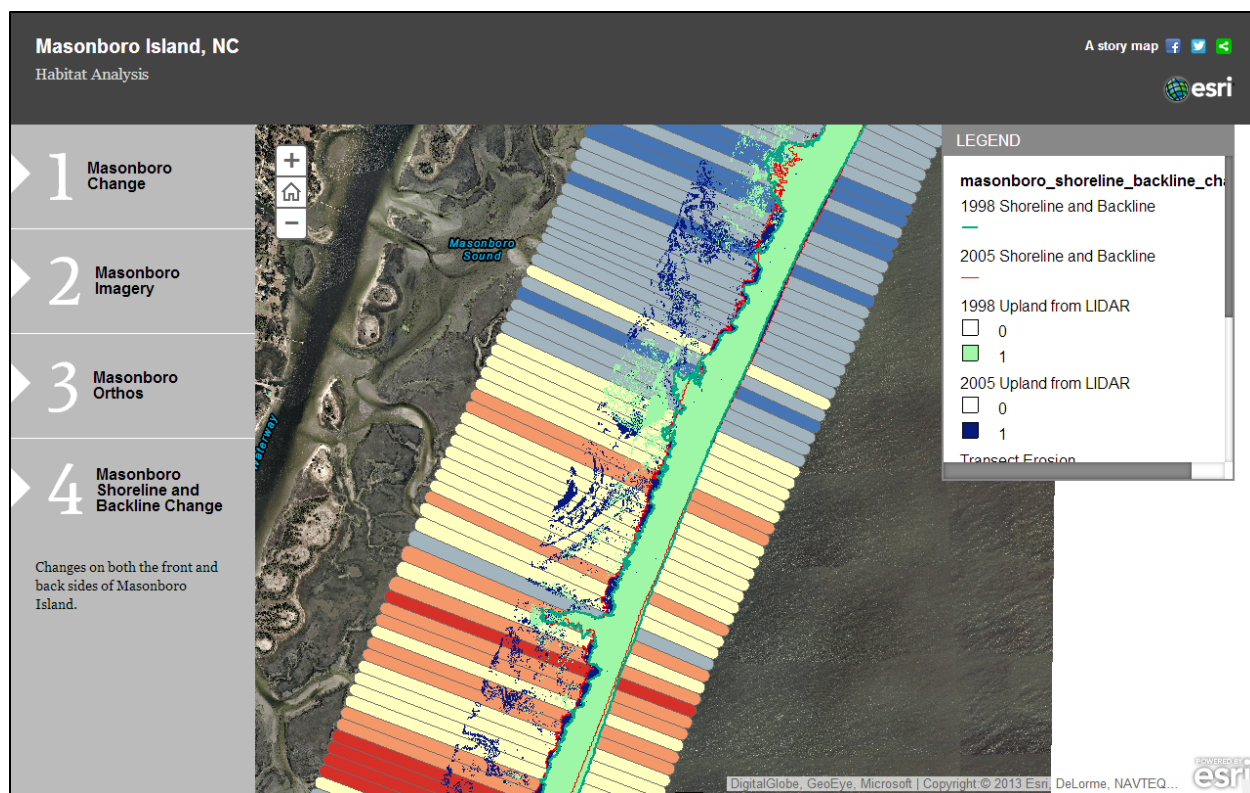 Masonboro Island, NC
Habitat Analysis
A story map
esri
1
Masonboro
Change
2
Masonboro
Imagery
3
Masonboro
Orthos
4
Masonboro
Shoreline and
Backline Change
Changes on both the front and
back sides of Masonboro
Island.
+
−
Masonboro
Sound
LEGEND
masonboro_shoreline_backline_cha
1998 Shoreline and Backline
2005 Shoreline and Backline
1998 Upland from LIDAR
0
1
2005 Upland from LIDAR
0
1
Transect Erosion
DigitalGlobe, GeoEye, Microsoft | Copyright:© 2013 Esri, DeLorme, NAVTEQ...
POWERED BY
esri